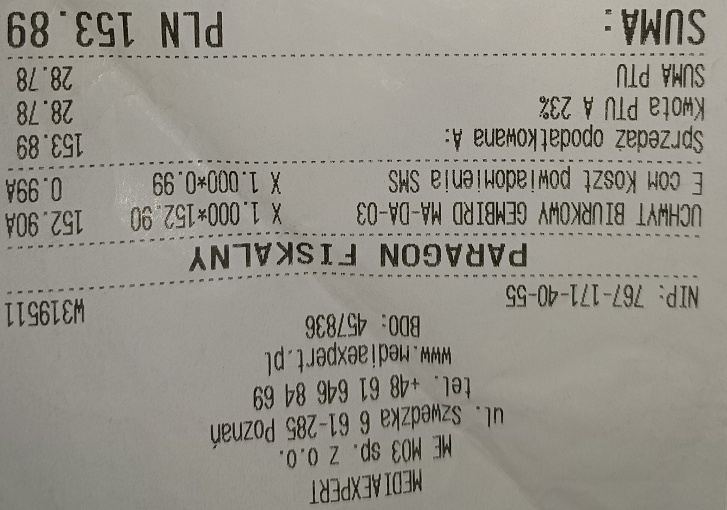 MEDIAEXPERT
ME M03 sp. z o.o.
ul. Szwedzka 6 61-285 Poznań
tel. +48 61 646 84 69
www.mediaexpert.pl
BDO: 457836
NIP: 767-171-40-55 W319511
PARAGON FISKALNY
UCHWYT BIURKOWY GEMBIRD MA-DA-03 X 1.000*152.90 152.90A
E COM Koszt powiadomienia SMS X 1.000*0.99 0.99A
Sprzedaż opodatkowana A: 153.89
Kwota PTU A 23% 28.78
SUMA PTU 28.78
SUMA: PLN 153.89